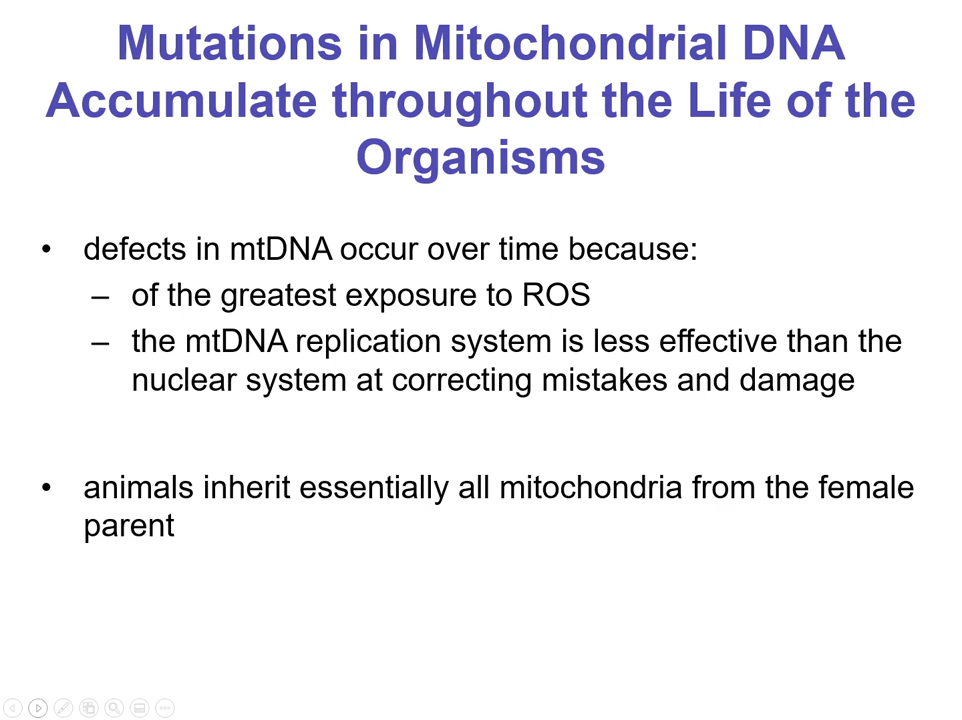 Mutations in Mitochondrial DNA
Accumulate throughout the Life of the
Organisms
• defects in mtDNA occur over time because:
– of the greatest exposure to ROS
– the mtDNA replication system is less effective than the
nuclear system at correcting mistakes and damage
• animals inherit essentially all mitochondria from the female
parent